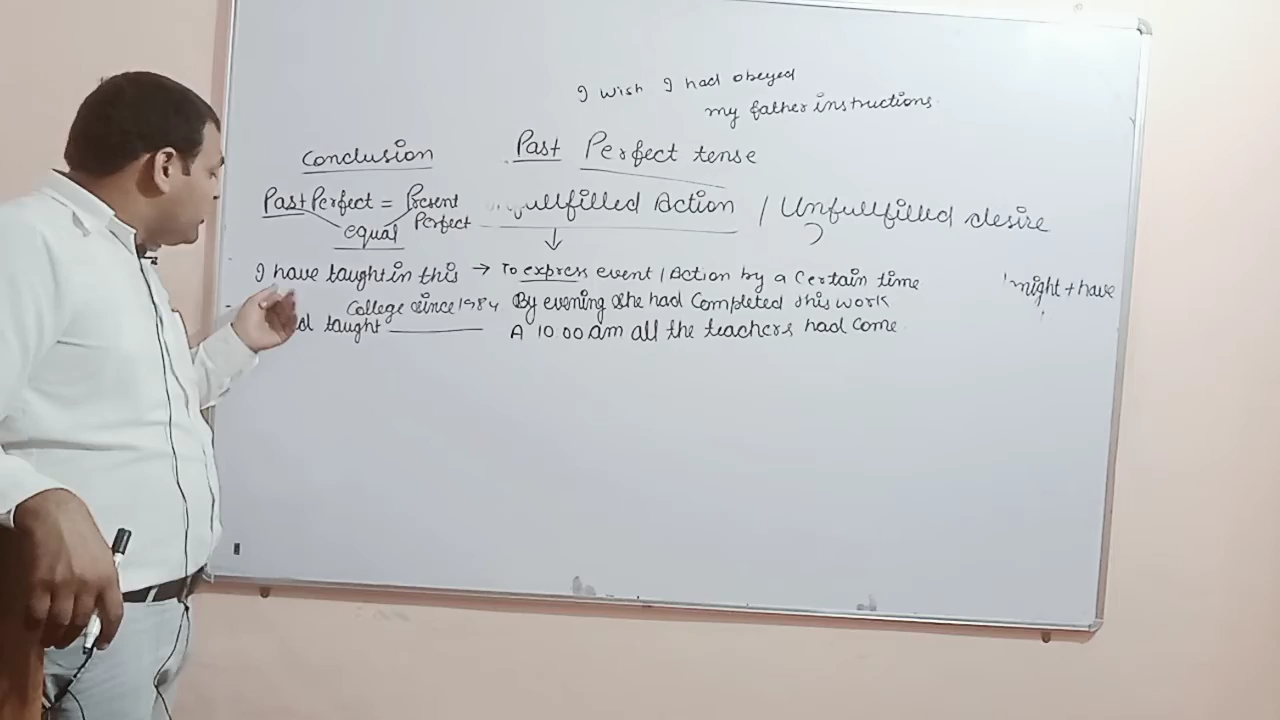 I wish I had obeyed
my father instructions.
Past Perfect tense
Conclusion
Past Perfect = Present
Perfect
equal
fullfilled Action / Unfullfilled desire
I have taught in this
College since 1984
taught
→ To express event / Action by a Certain time
By evening she had Completed this work
A 10.00 am all the teachers had come.
might + have